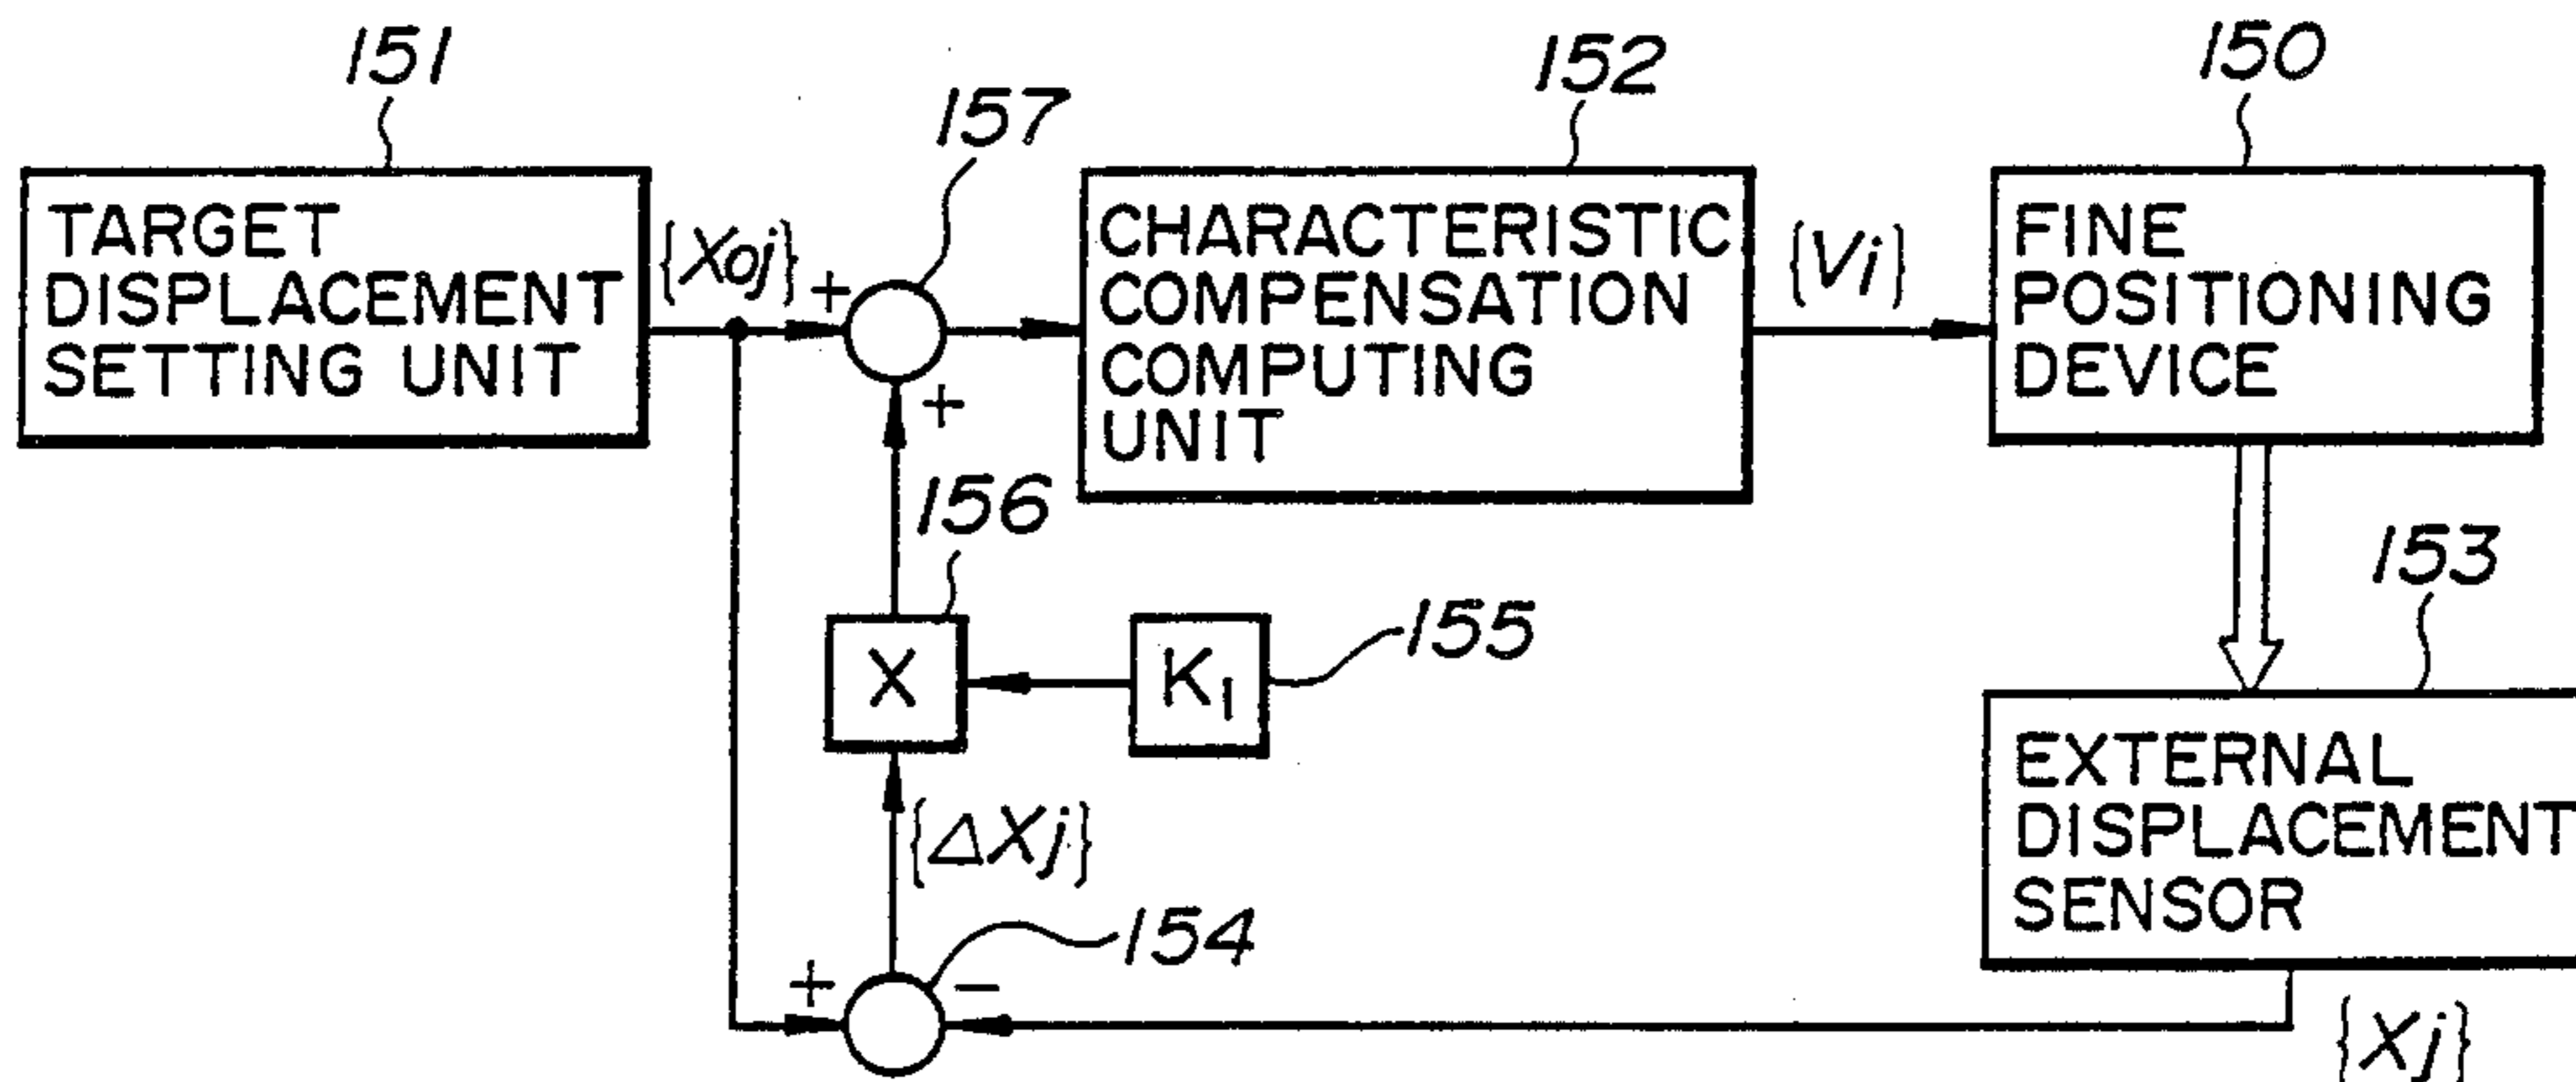 151
157
152
150
TARGET
DISPLACEMENT
SETTING UNIT
{Xoj}
+
+
CHARACTERISTIC
COMPENSATION
COMPUTING
UNIT
{Vi}
FINE
POSITIONING
DEVICE
156
153
X
K1
155
{ΔXj}
EXTERNAL
DISPLACEMENT
SENSOR
154
+
−
{Xj}